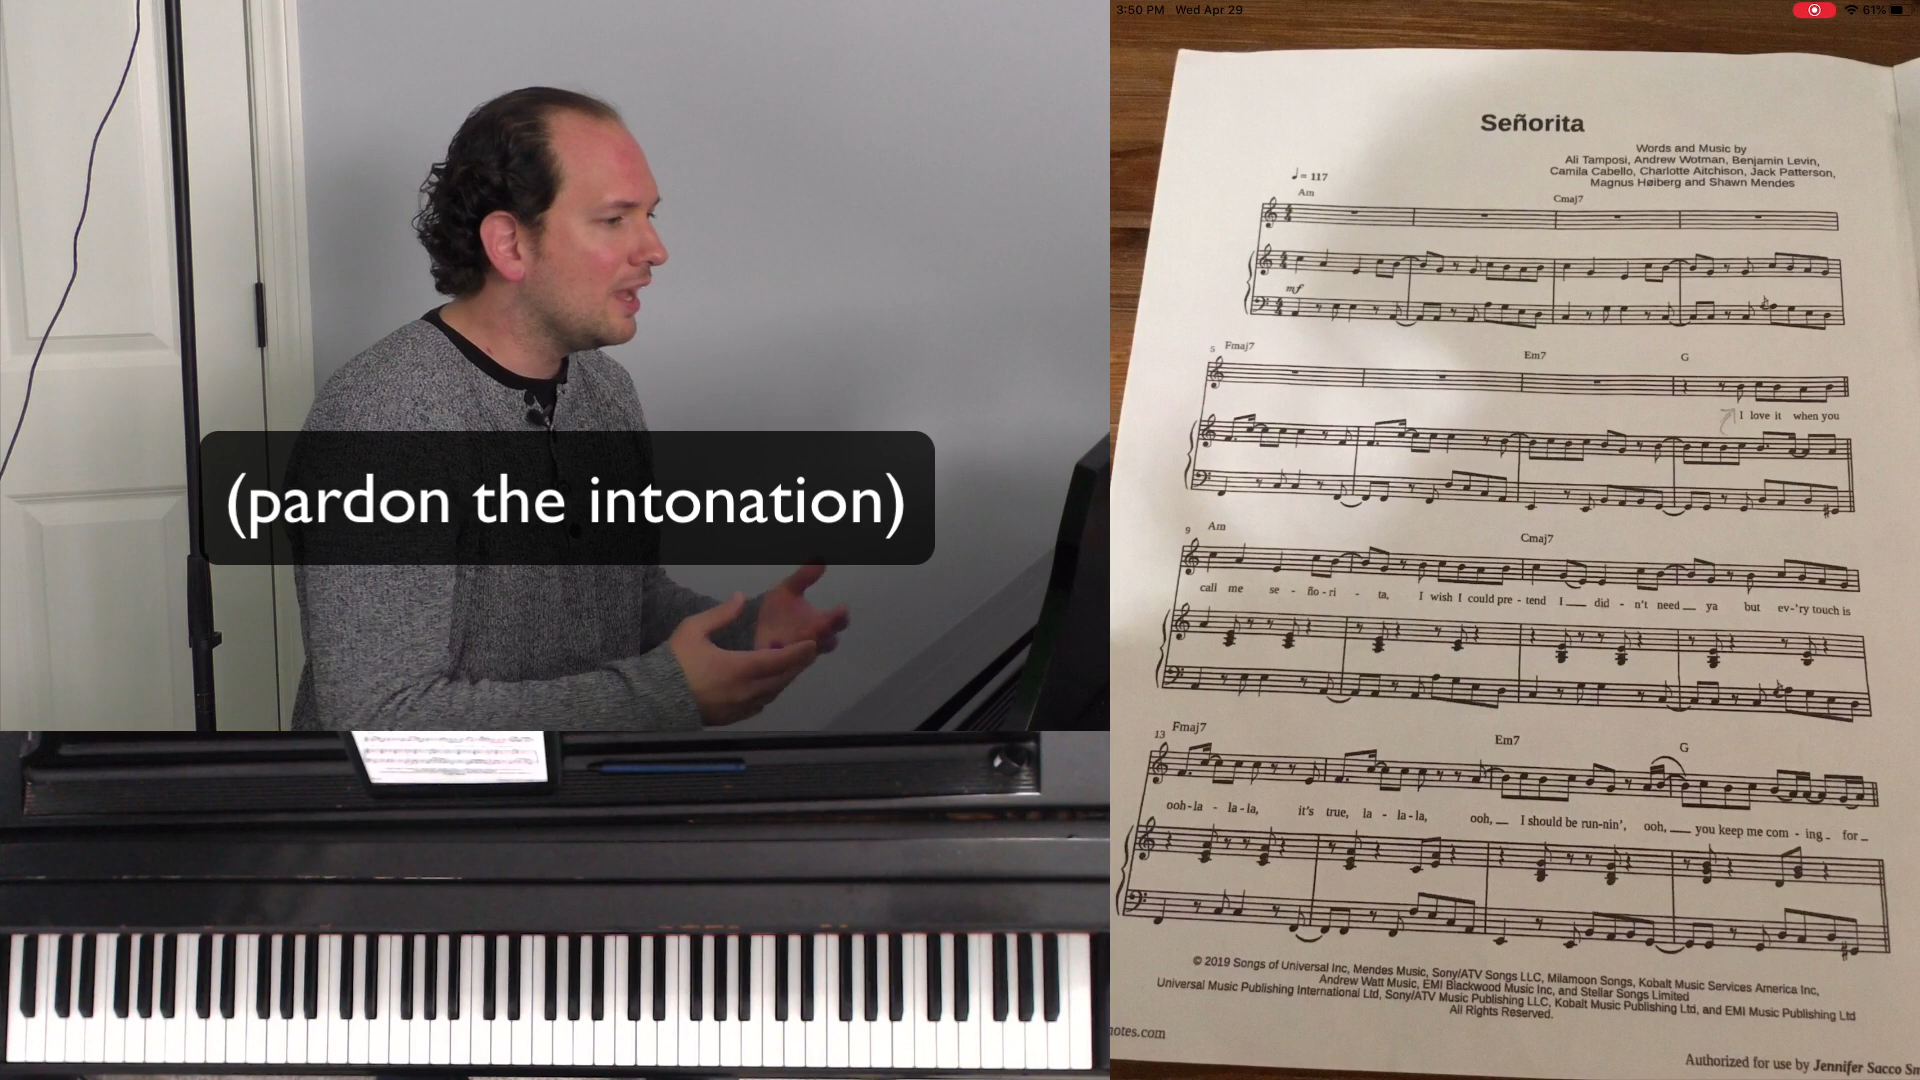 (pardon the intonation)
3:50 PM Wed Apr 29
61%
Señorita
Words and Music by
Ali Tamposi, Andrew Wotman, Benjamin Levin,
Camila Cabello, Charlotte Aitchison, Jack Patterson,
Magnus Høiberg and Shawn Mendes
♩ = 117
Am Cmaj7
mf
5 Fmaj7 Em7 G
I love it when you
9 Am Cmaj7
call me se - ño - ri - ta, I wish I could pre - tend I did - n't need ya but ev-'ry touch is
13 Fmaj7 Em7 G
ooh-la - la-la, it's true, la - la-la, ooh, I should be run-nin', ooh, you keep me com - ing for
© 2019 Songs of Universal Inc, Mendes Music, Sony/ATV Songs LLC, Milamoon Songs, Kobalt Music Services America Inc,
Andrew Watt Music, EMI Blackwood Music Inc, and Stellar Songs Limited
Universal Music Publishing International Ltd, Sony/ATV Music Publishing LLC, Kobalt Music Publishing Ltd, and EMI Music Publishing Ltd
All Rights Reserved.
notes.com
Authorized for use by Jennifer Sacco Sm